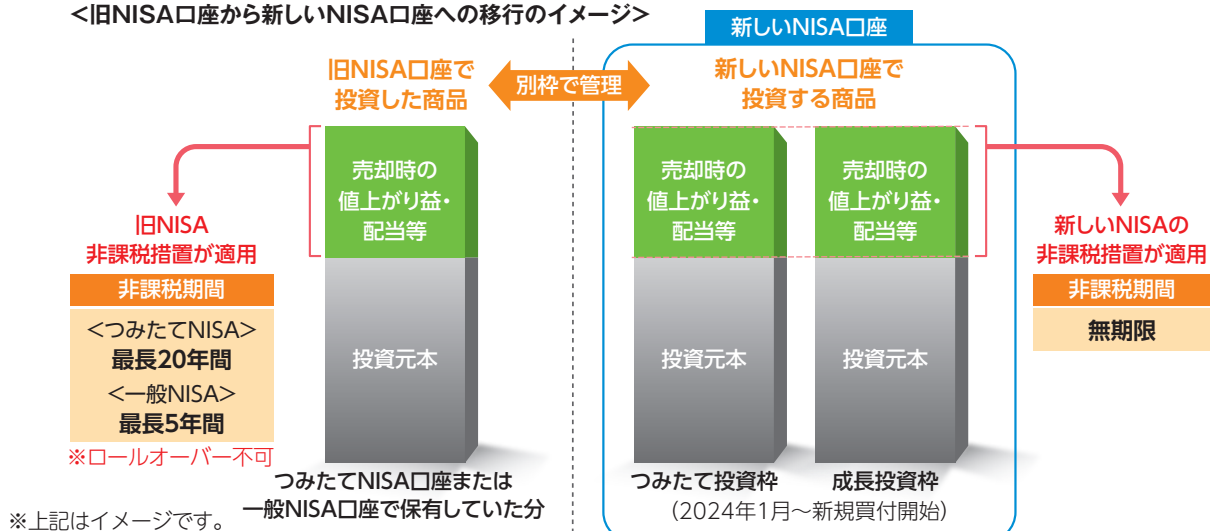 <旧NISA口座から新しいNISA口座への移行のイメージ>
旧NISA口座で
投資した商品
別枠で管理
新しいNISA口座
新しいNISA口座で
投資する商品
売却時の
値上がり益・
配当等
投資元本
旧NISA
非課税措置が適用
非課税期間
<つみたてNISA>
最長20年間
<一般NISA>
最長5年間
※ロールオーバー不可
つみたてNISA口座または
一般NISA口座で保有していた分
売却時の
値上がり益・
配当等
投資元本
つみたて投資枠
売却時の
値上がり益・
配当等
投資元本
成長投資枠
(2024年1月~新規買付開始)
新しいNISAの
非課税措置が適用
非課税期間
無期限
※上記はイメージです。